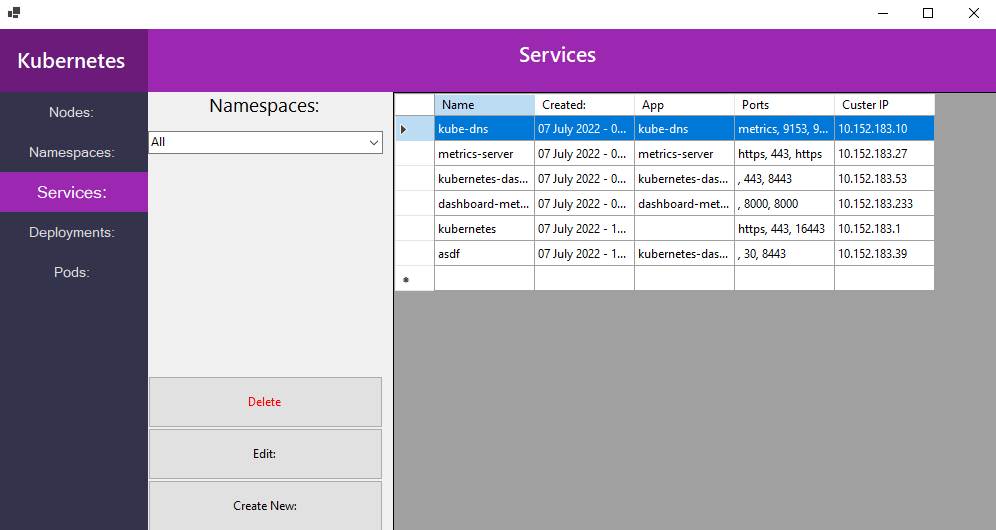 Kubernetes
Services
Nodes:
Namespaces:
Services:
Deployments:
Pods:
Namespaces:
All
Delete
Edit:
Create New:
Name Created: App Ports Custer IP
kube-dns 07 July 2022 - 0... kube-dns metrics, 9153, 9... 10.152.183.10
metrics-server 07 July 2022 - 0... metrics-server https, 443, https 10.152.183.27
kubernetes-das... 07 July 2022 - 0... kubernetes-das... , 443, 8443 10.152.183.53
dashboard-met... 07 July 2022 - 0... dashboard-met... , 8000, 8000 10.152.183.233
kubernetes 07 July 2022 - 1... https, 443, 16443 10.152.183.1
asdf 07 July 2022 - 1... kubernetes-das... , 30, 8443 10.152.183.39